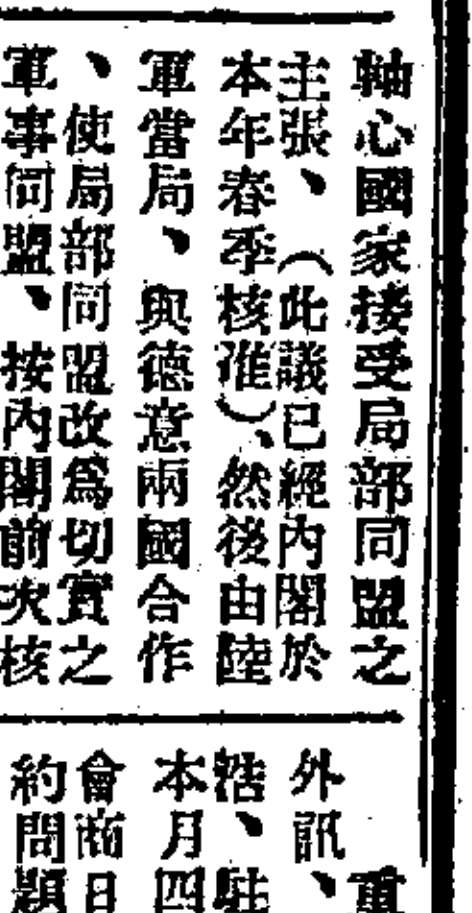 軸心國家接受局部同盟之
主張、（此議已經內閣於
本年春季核准）、然後由陸
軍當局、與德意兩國合作
、使局部同盟改爲切實之
軍事同盟、按內閣前次核
重
外訊、
本月四
會商日
約問題